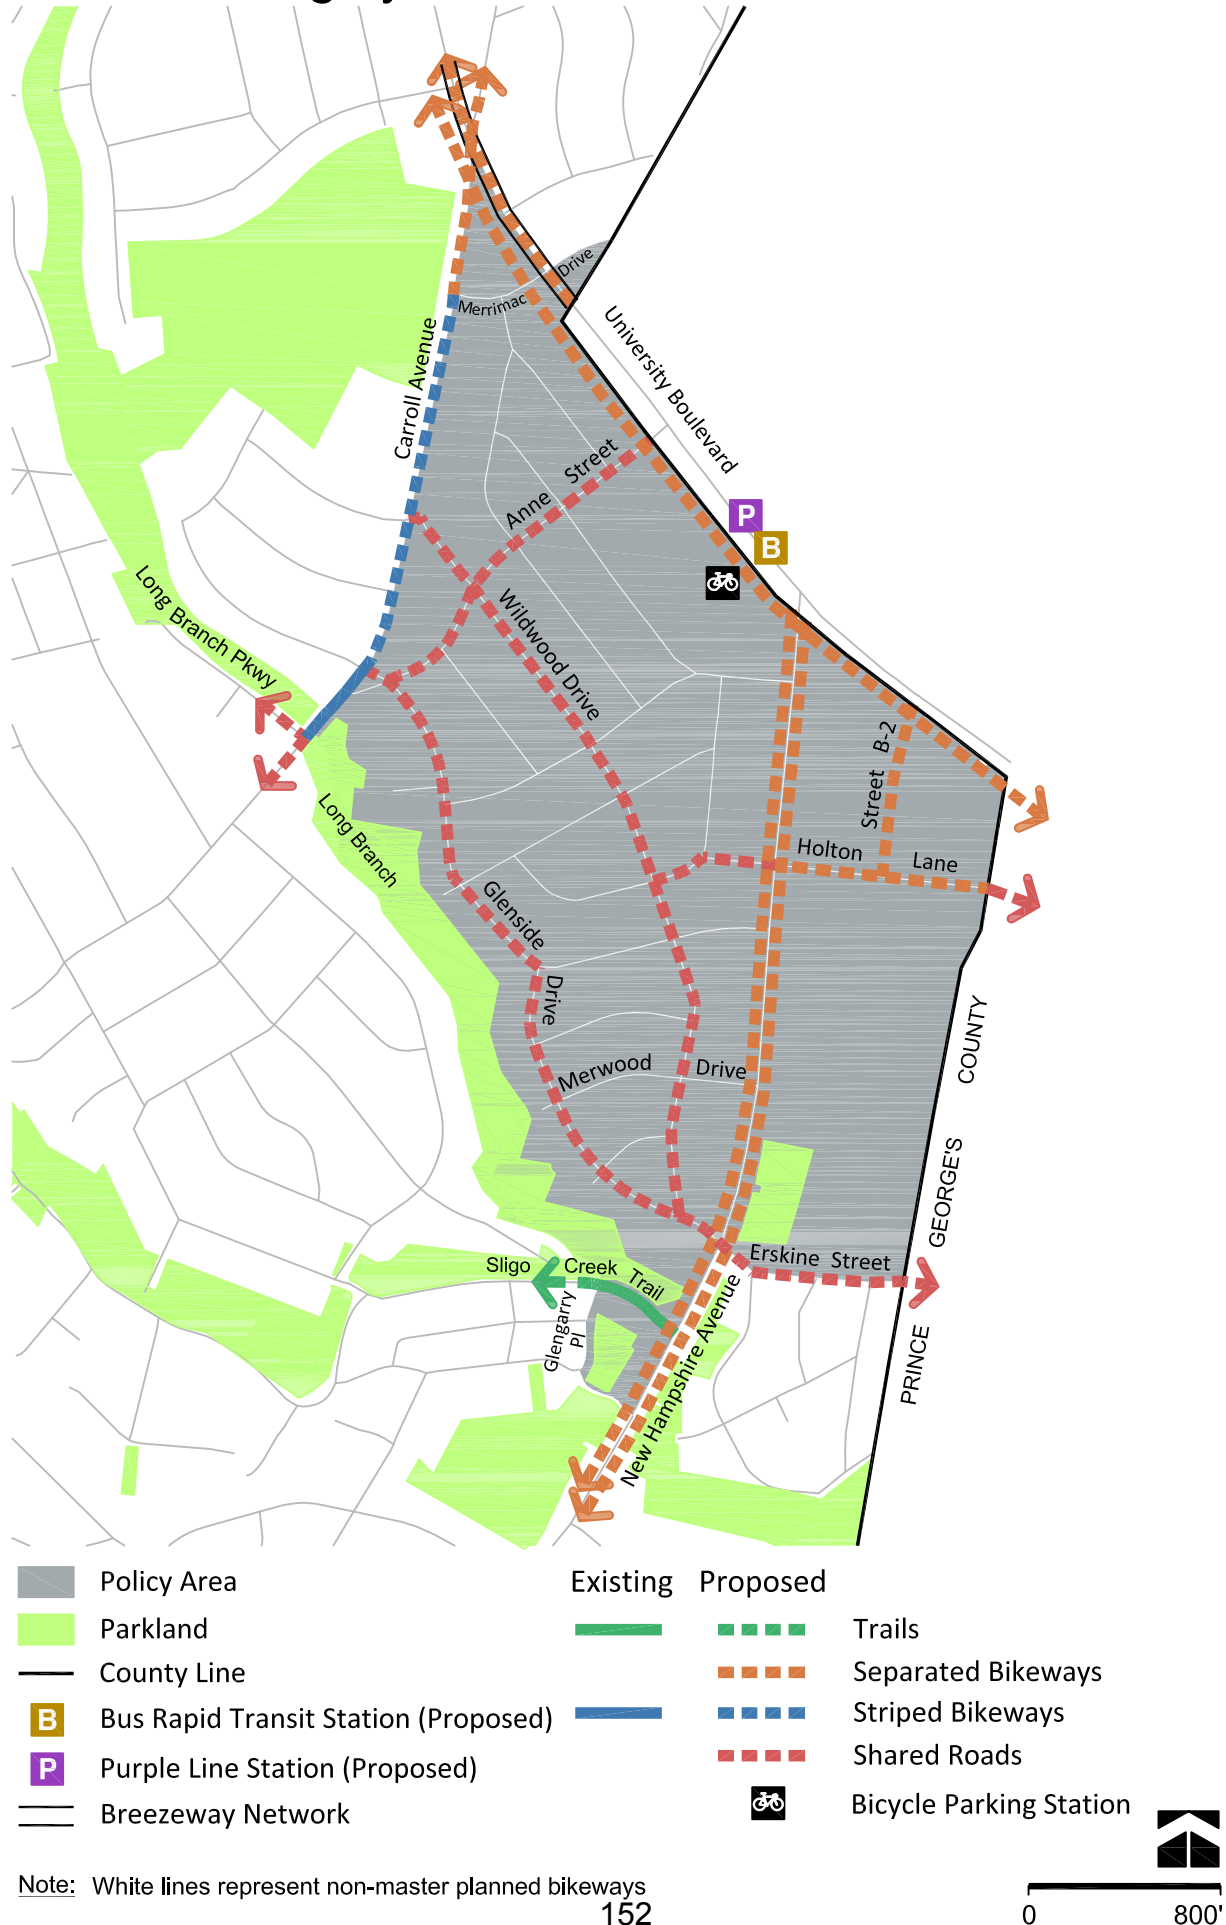 Drive
Merrimac
University Boulevard
Carroll Avenue
Anne Street
P
B
Wildwood Drive
Long Branch Pkwy
Street B-2
Long Branch
Holton Lane
Glenside Drive
Merwood Drive
PRINCE GEORGE'S COUNTY
Erskine Street
Sligo Creek Trail
Glengarry
Pl
New Hampshire Avenue
Policy Area
Parkland
County Line
B Bus Rapid Transit Station (Proposed)
P Purple Line Station (Proposed)
Breezeway Network
Existing Proposed
Trails
Separated Bikeways
Striped Bikeways
Shared Roads
Bicycle Parking Station
Note: White lines represent non-master planned bikeways
152
0 800'